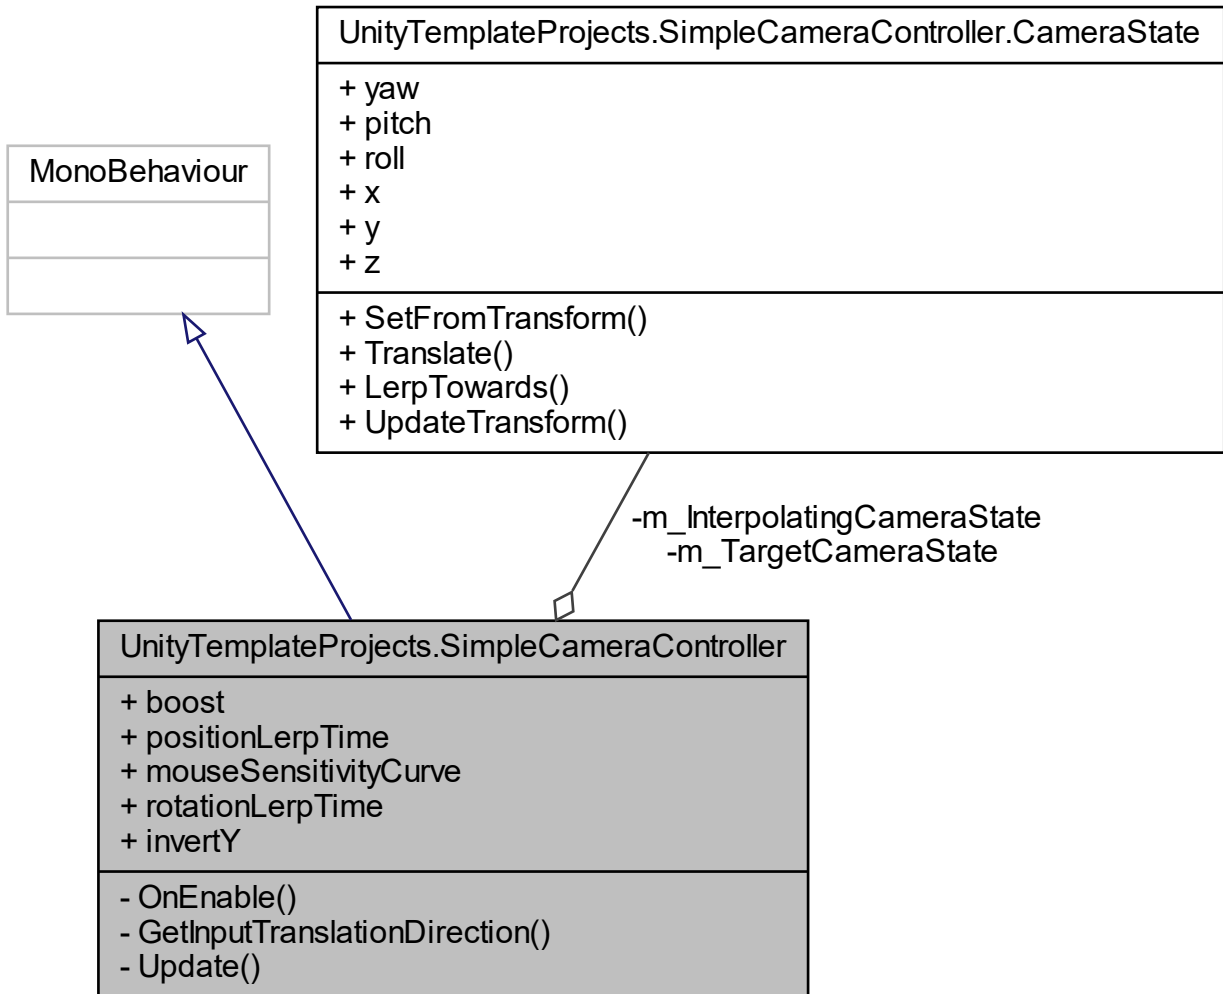 UnityTemplateProjects.SimpleCameraController.CameraState
+ yaw
+ pitch
+ roll
+ x
+ y
+ z
+ SetFromTransform()
+ Translate()
+ LerpTowards()
+ UpdateTransform()
MonoBehaviour
-m_InterpolatingCameraState
-m_TargetCameraState
UnityTemplateProjects.SimpleCameraController
+ boost
+ positionLerpTime
+ mouseSensitivityCurve
+ rotationLerpTime
+ invertY
- OnEnable()
- GetInputTranslationDirection()
- Update()